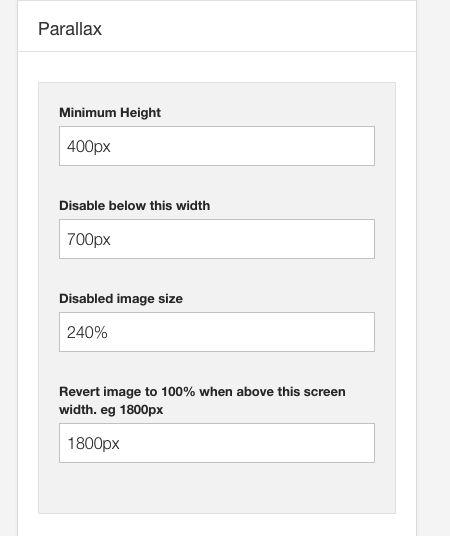 Parallax
Minimum Height
400px
Disable below this width
700px
Disabled image size
240%
Revert image to 100% when above this screen
width. eg 1800px
1800px